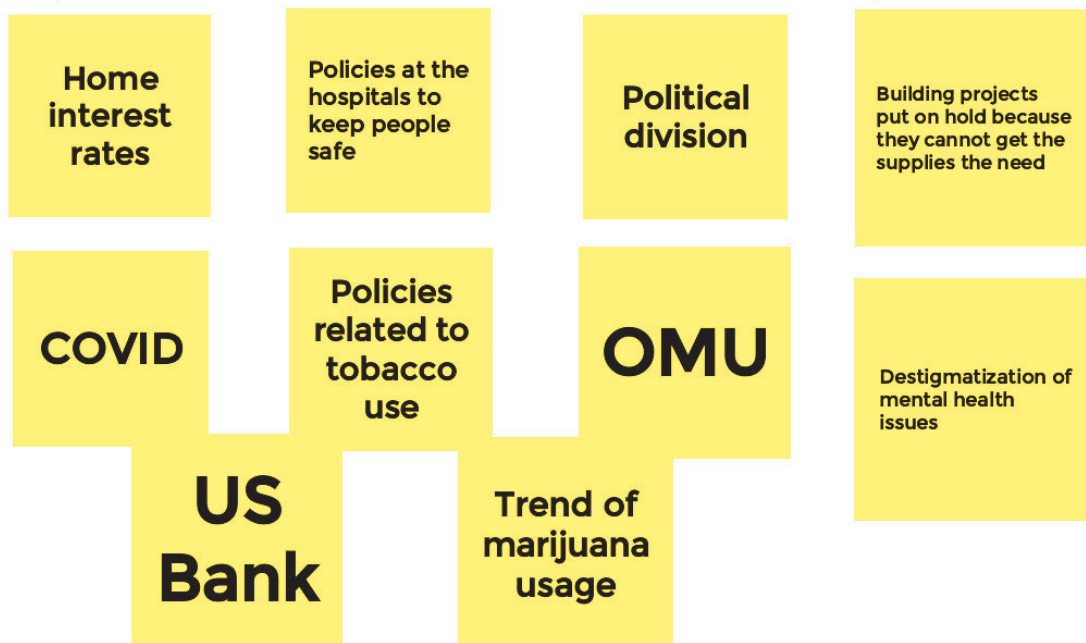 Home
interest
rates
Policies at the
hospitals to
keep people
safe
Political
division
Building projects
put on hold because
they cannot get the
supplies the need
COVID
Policies
related to
tobacco
use
OMU
Destigmatization of
mental health
issues
US
Bank
Trend of
marijuana
usage